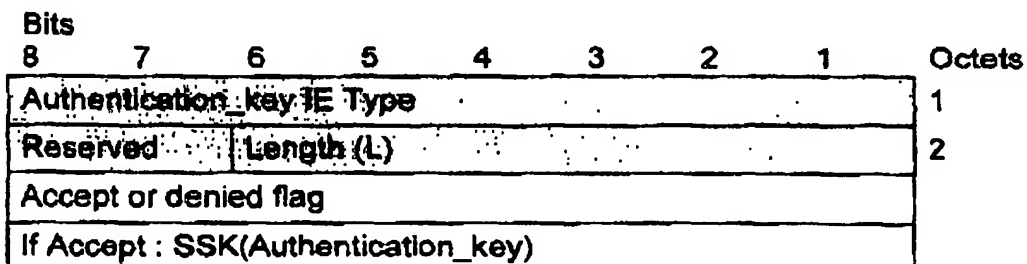 Bits
8 7 6 5 4 3 2 1 Octets
Authentication_key IE Type 1
Reserved Length (L) 2
Accept or denied flag
If Accept : SSK(Authentication_key)